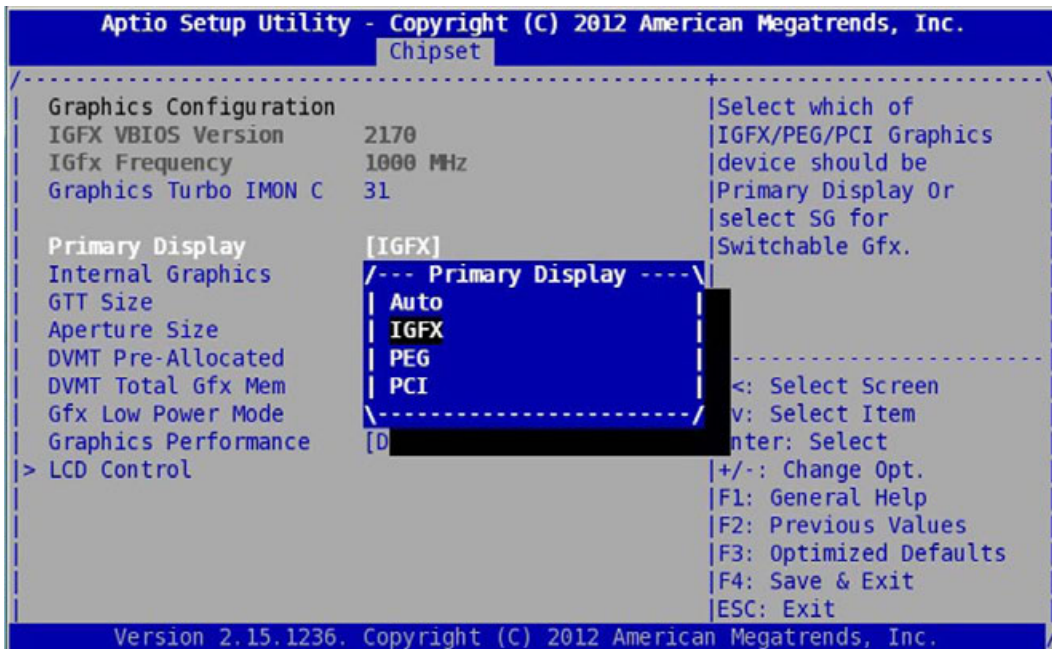 Aptio Setup Utility - Copyright (C) 2012 American Megatrends, Inc.
Chipset
Graphics Configuration
IGFX VBIOS Version 2170
IGfx Frequency 1000 MHz
Graphics Turbo IMON C 31
Primary Display [IGFX]
Internal Graphics
GTT Size
Aperture Size
DVMT Pre-Allocated
DVMT Total Gfx Mem
Gfx Low Power Mode
Graphics Performance [D
> LCD Control
/--- Primary Display ----\
Auto
IGFX
PEG
PCI
Select which of
IGFX/PEG/PCI Graphics
device should be
Primary Display Or
select SG for
Switchable Gfx.
<: Select Screen
v: Select Item
nter: Select
+/-: Change Opt.
F1: General Help
F2: Previous Values
F3: Optimized Defaults
F4: Save & Exit
ESC: Exit
Version 2.15.1236. Copyright (C) 2012 American Megatrends, Inc.